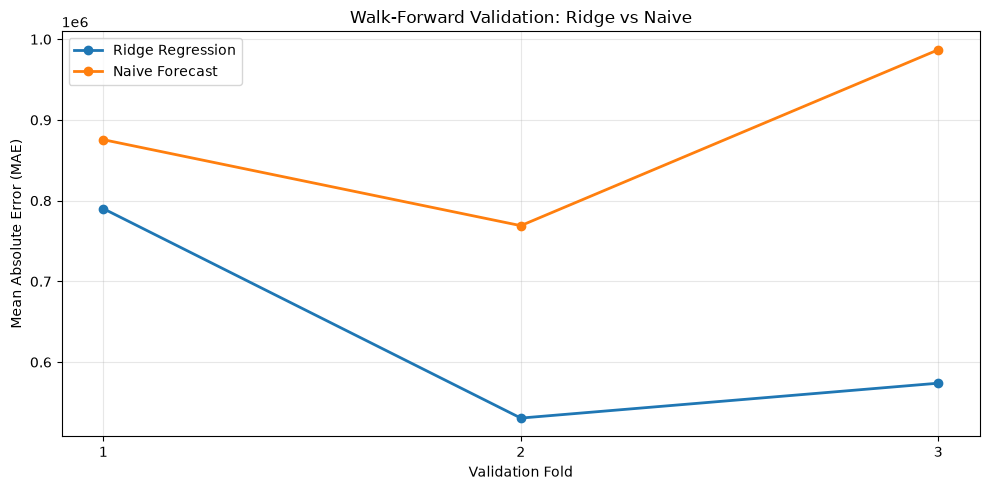 Walk-Forward Validation: Ridge vs Naive
1e6
Ridge Regression
Naive Forecast
1.0
0.9
0.8
0.7
0.6
Mean Absolute Error (MAE)
1
2
3
Validation Fold